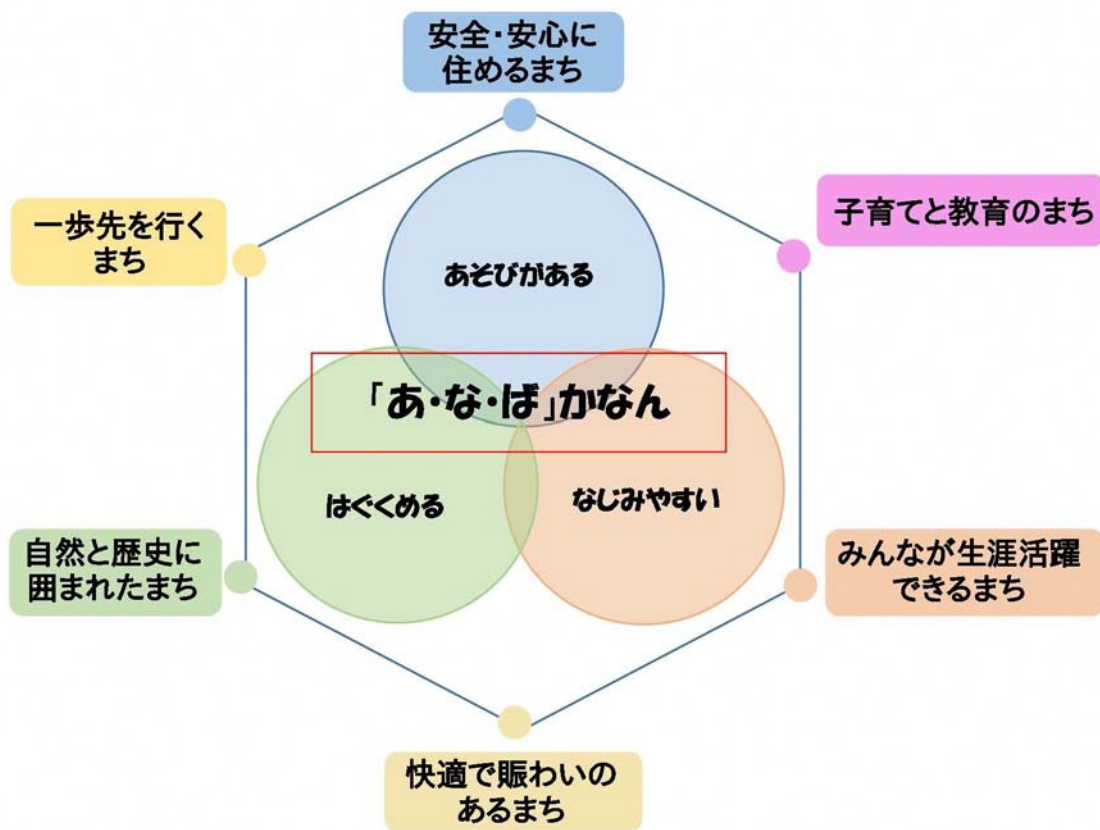 安全・安心に
住めるまち
一歩先を行く
まち
子育てと教育のまち
あそびがある
「あ・な・ば」かなん
はぐくめる
なじみやすい
自然と歴史に
囲まれたまち
みんなが生涯活躍
できるまち
快適で賑わいの
あるまち